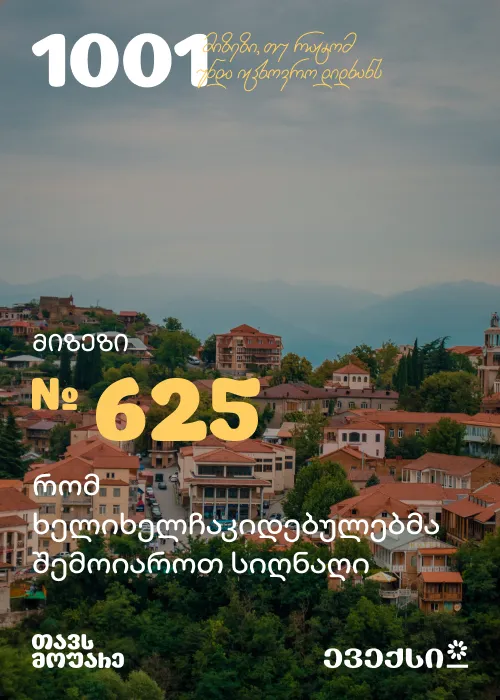 1001 მიზეზი, თუ რატომ
უნდა იცხოვრო დიდხანს
მიზეზი
№ 625
რომ
ხელიხელჩაკიდებულებმა
შემოიაროთ სიღნაღი
თავს
მოუარე
ევექსი